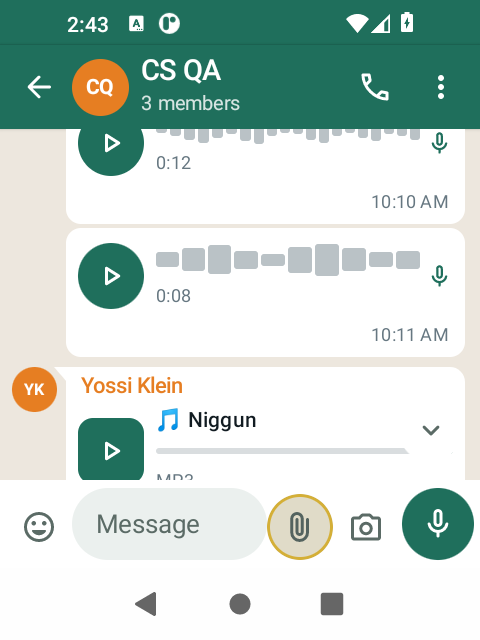 2:43
A
CQ
CS QA
3 members
0:12
10:10 AM
0:08
10:11 AM
YK
Yossi Klein
🎵 Niggun
MP3
Message